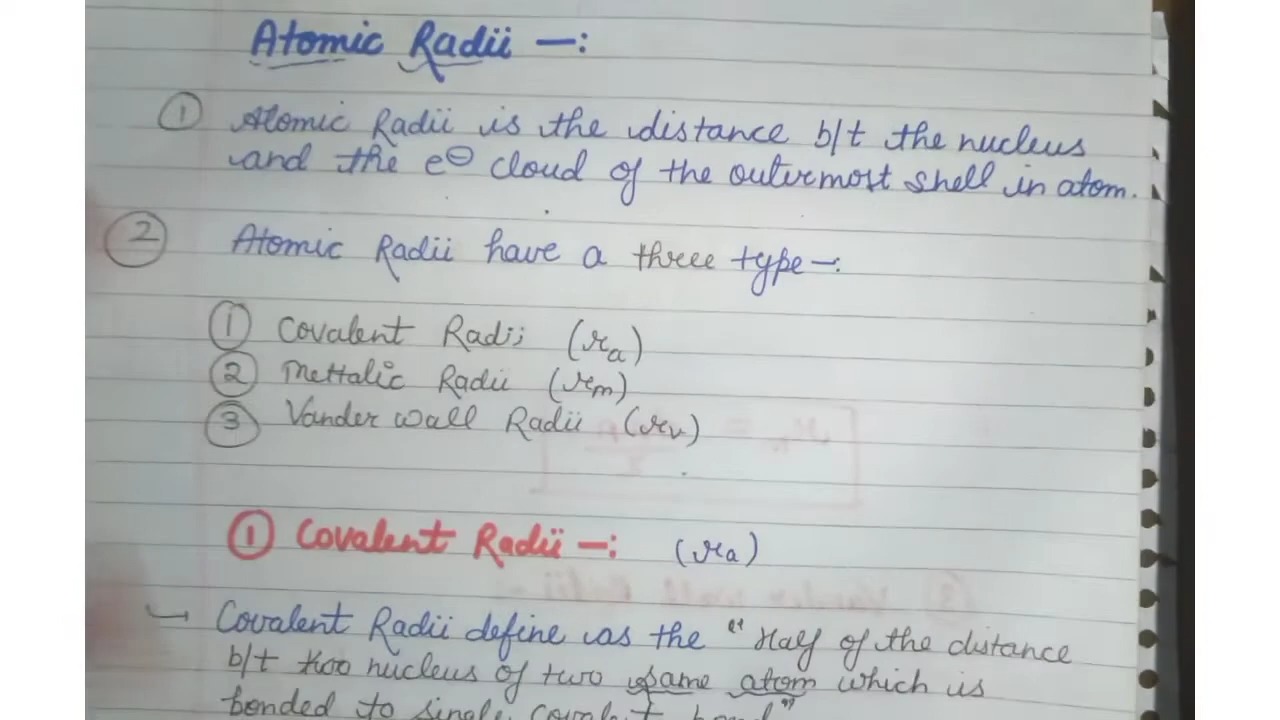 Atomic Radii —:
① Atomic Radii is the distance b/t the nucleus
and the e⊖ cloud of the outermost shell in atom.
② Atomic Radii have a three type —:
① Covalent Radii (ra)
② Mettalic Radii (rm)
③ Vander wall Radii (rv)
① Covalent Radii —: (ra)
→ Covalent Radii define as the "Half of the distance
b/t two nucleus of two same atom which is
bonded to single covalent bond"